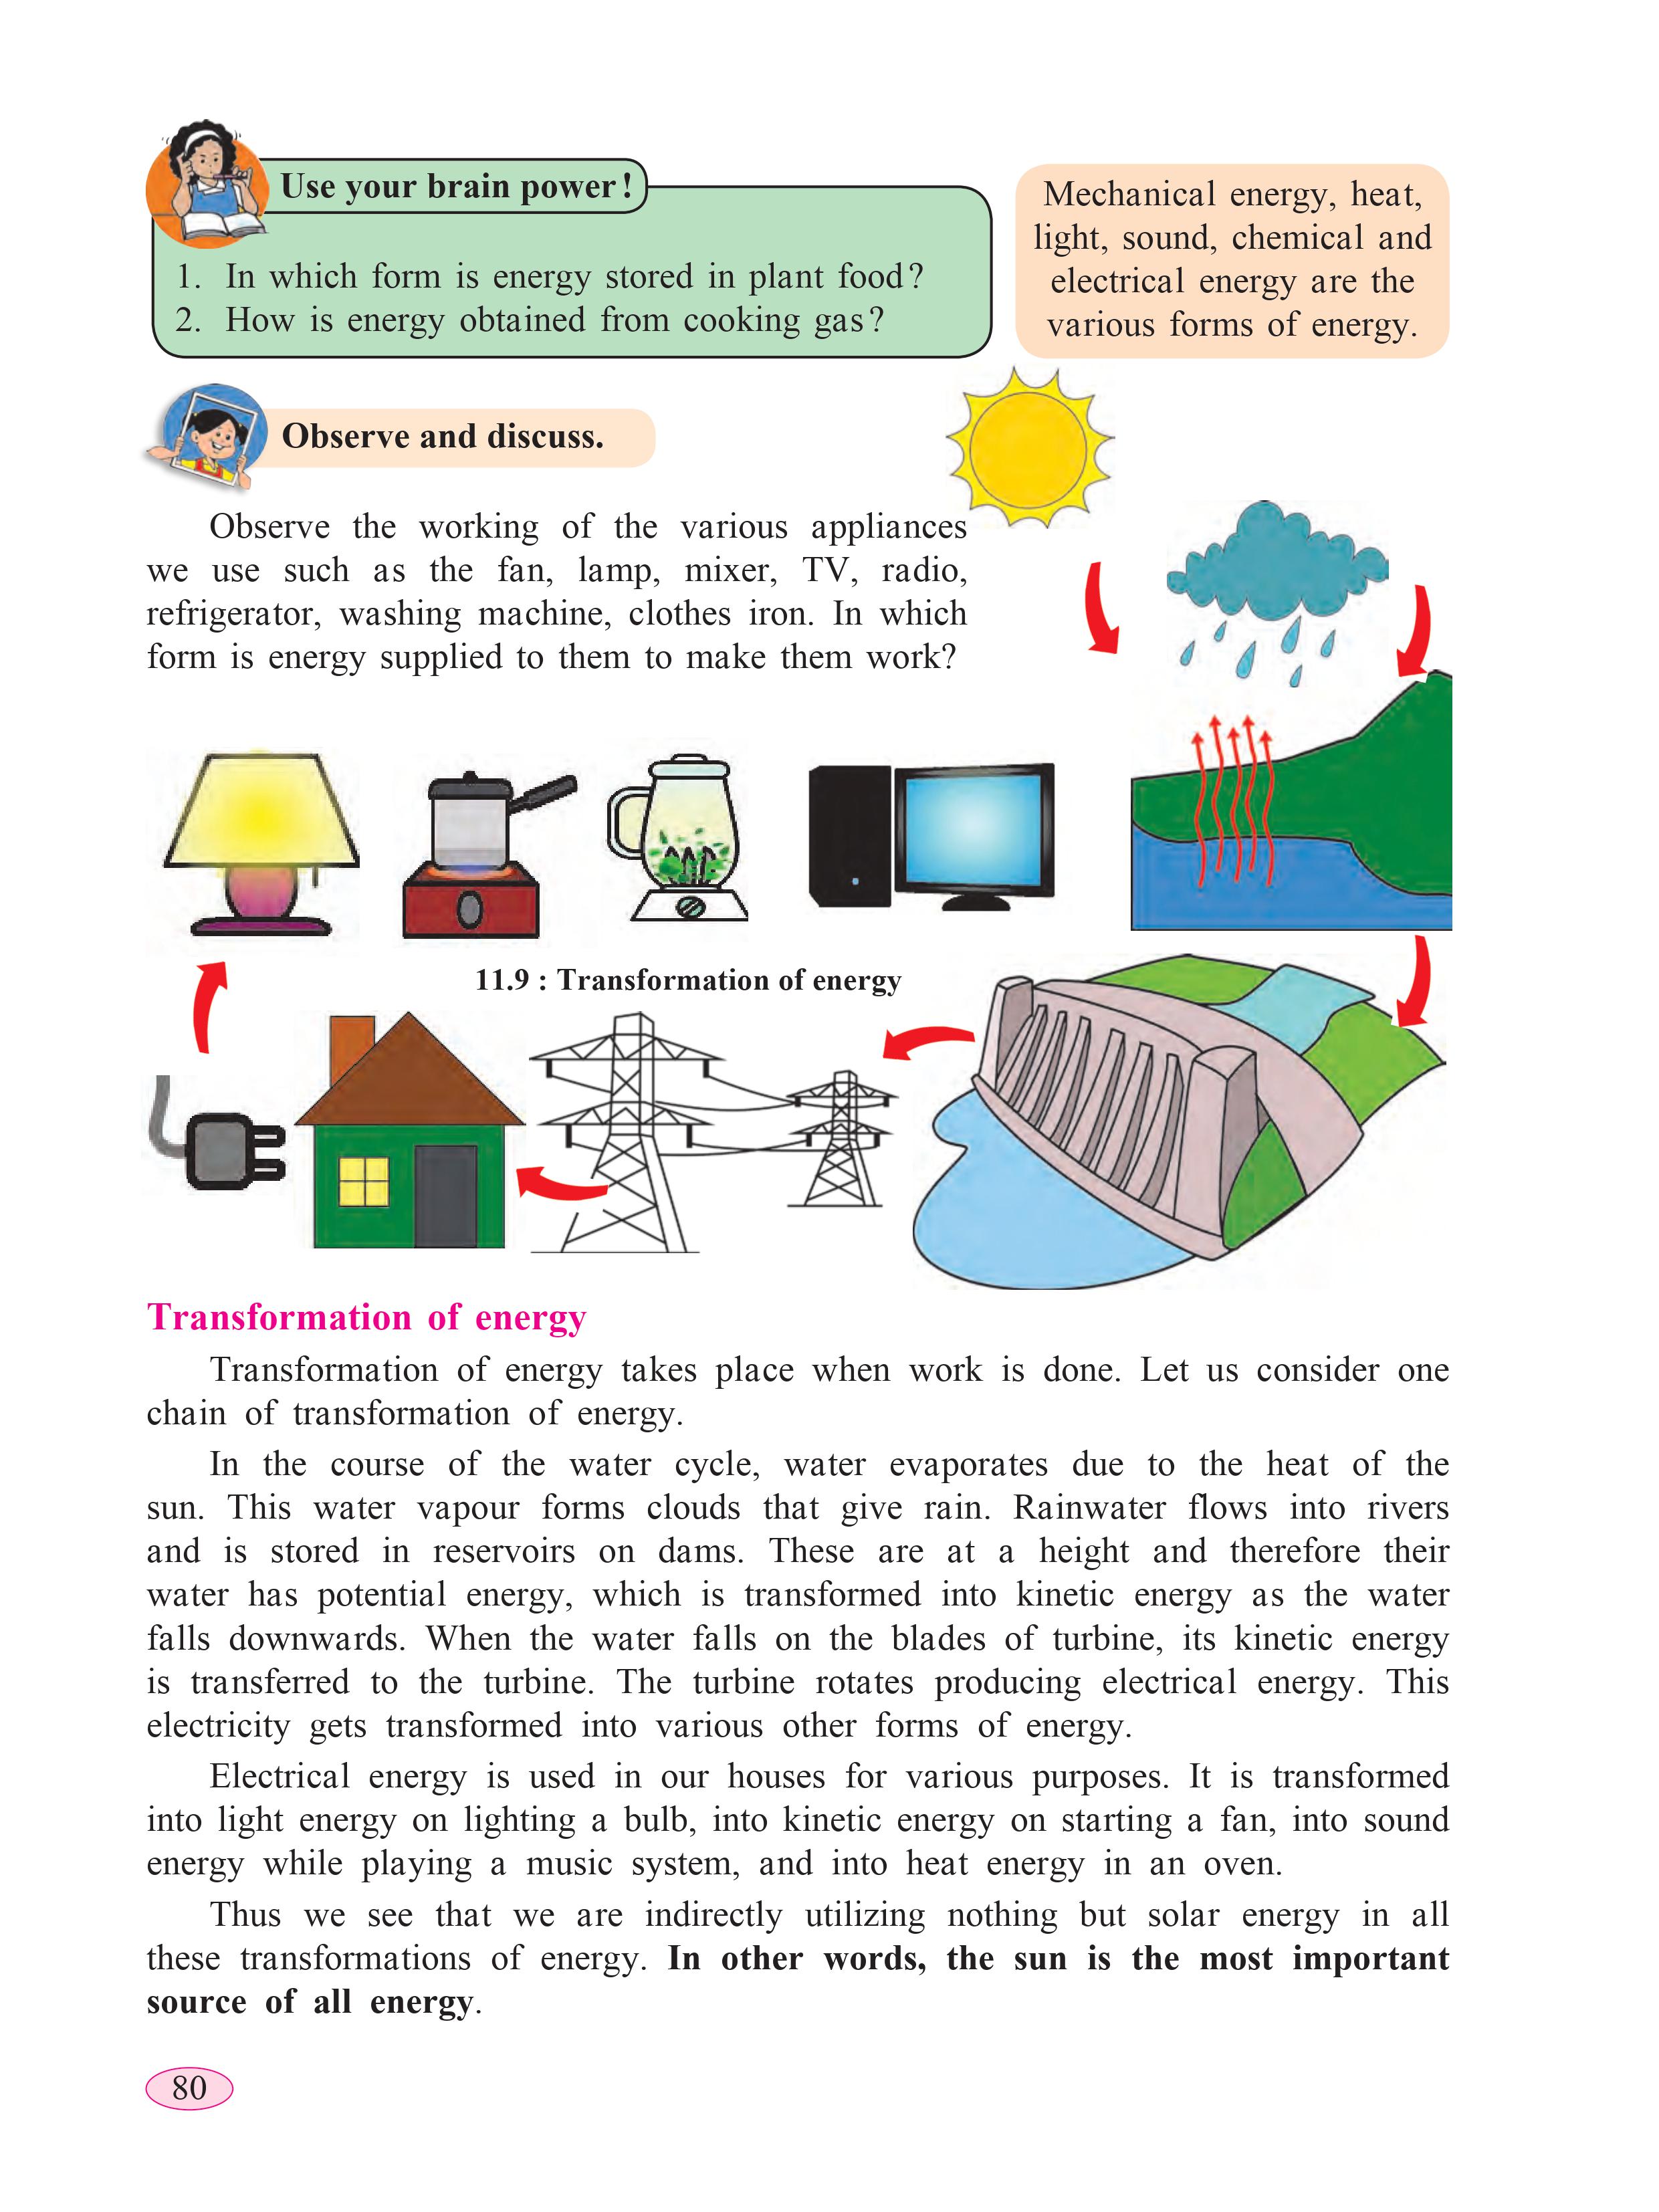 Use your brain power!
1. In which form is energy stored in plant food?
2. How is energy obtained from cooking gas?
Mechanical energy, heat,
light, sound, chemical and
electrical energy are the
various forms of energy.
Observe and discuss.
Observe the working of the various appliances
we use such as the fan, lamp, mixer, TV, radio,
refrigerator, washing machine, clothes iron. In which
form is energy supplied to them to make them work?
11.9 : Transformation of energy
Transformation of energy
Transformation of energy takes place when work is done. Let us consider one
chain of transformation of energy.
In the course of the water cycle, water evaporates due to the heat of the
sun. This water vapour forms clouds that give rain. Rainwater flows into rivers
and is stored in reservoirs on dams. These are at a height and therefore their
water has potential energy, which is transformed into kinetic energy as the water
falls downwards. When the water falls on the blades of turbine, its kinetic energy
is transferred to the turbine. The turbine rotates producing electrical energy. This
electricity gets transformed into various other forms of energy.
Electrical energy is used in our houses for various purposes. It is transformed
into light energy on lighting a bulb, into kinetic energy on starting a fan, into sound
energy while playing a music system, and into heat energy in an oven.
Thus we see that we are indirectly utilizing nothing but solar energy in all
these transformations of energy. In other words, the sun is the most important
source of all energy.
80